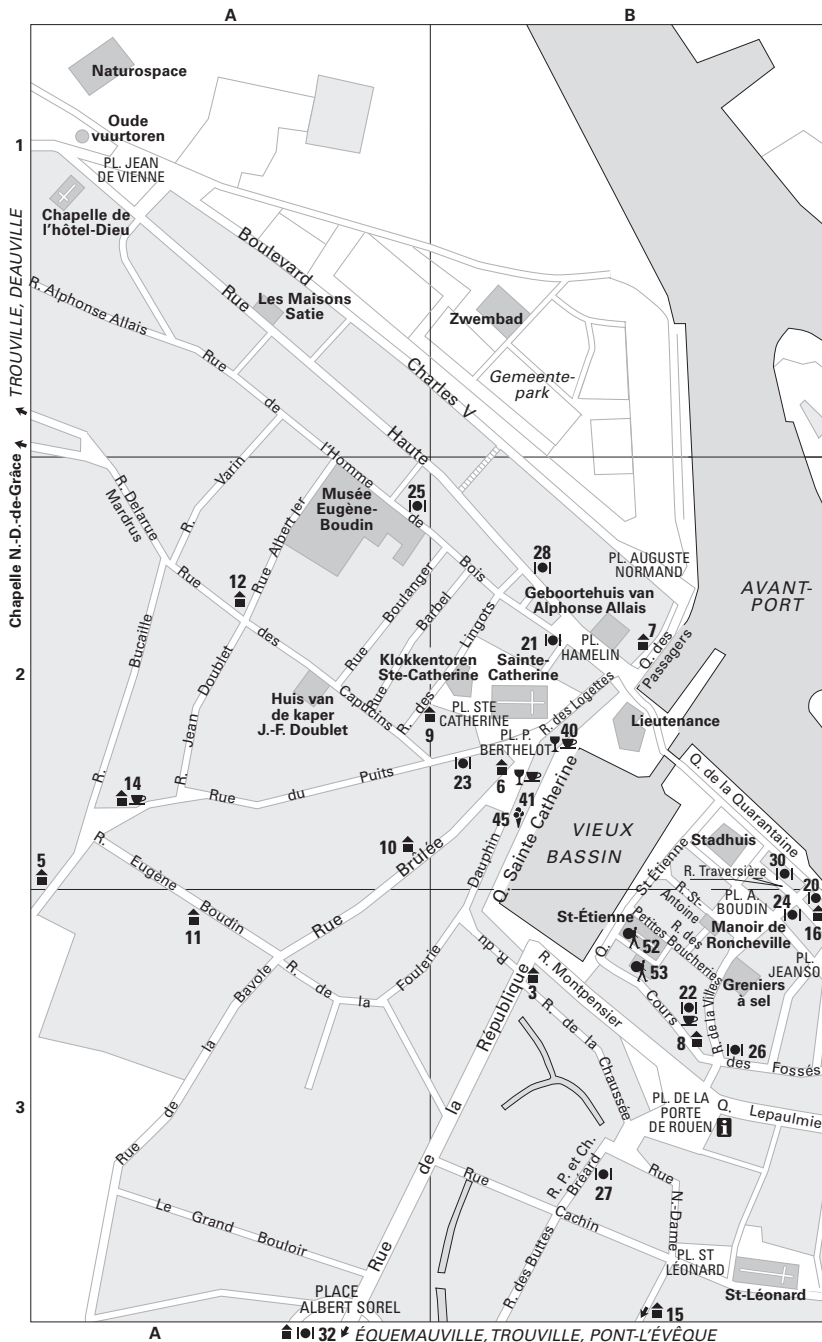 A
B
Naturospace
Oude
vuurtoren
1
PL. JEAN
DE VIENNE
Chapelle de
l'hôtel-Dieu
TROUVILLE, DEAUVILLE
Chapelle N.-D.-de-Grâce
Boulevard
Charles V
R. Alphonse Allais
Rue
Haute
Les Maisons
Satie
Zwembad
Gemeente-
park
Rue
de
l'Homme
de
Bois
R. Delarue
Mardrus
R.
Varin
Rue Albert Ier
Musée
Eugène-
Boudin
25
28
PL. AUGUSTE
NORMAND
AVANT-
PORT
Geboortehuis van
Alphonse Allais
12
Rue
des
Capucins
Rue
Boulanger
Rue
Barbel
R. des
Lingots
21
PL.
HAMELIN
7
Q. des
Passagers
2
Bucaille
R.
R. Jean
Doublet
Huis van
de kaper
J.-F. Doublet
Klokkentoren
Ste-Catherine
Sainte-
Catherine
R. des Logettes
Lieutenance
PL. STE
CATHERINE
9
PL. P.
BERTHELOT
40
14
Rue
du
Puits
23
6
41
45
Q. Sainte Catherine
Q. de la Quarantaine
VIEUX
BASSIN
Stadhuis
5
10
Brûlée
Rue
Dauphin
R. du
St-Étienne
Q.
R. Traversière
30
20
R.
Eugène
Boudin
11
R. St-
Antoine
PL. A.
BOUDIN
24
16
Manoir de
Roncheville
St-Étienne
52
R. des
Petites Boucheries
PL.
JEANSO
53
Greniers
à sel
Rue
de
la
Bavole
R.
de
la
Foulerie
3
R. Montpensier
Cours
des
Fossés
22
R. de la Ville
8
26
3
Rue
de
la
République
R. de la
Chaussée
PL. DE LA
PORTE
DE ROUEN
Q.
Lepaulmie
R. P. et Ch.
Bréard
27
Rue
N.-Dame
Rue
Cachin
Le Grand Bouloir
R. des Buttes
PL. ST
LÉONARD
St-Léonard
PLACE
ALBERT SOREL
15
A
32
ÉQUEMAUVILLE, TROUVILLE, PONT-L'ÉVÊQUE